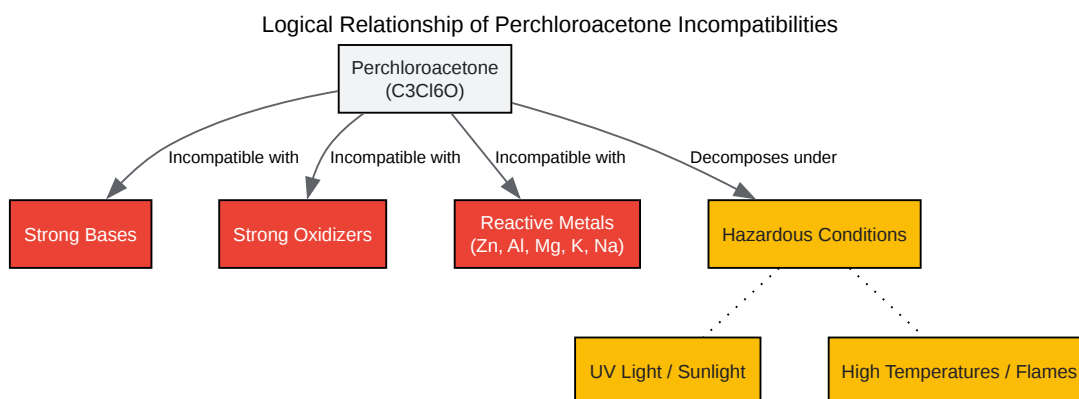 Logical Relationship of Perchloroacetone Incompatibilities
Perchloroacetone
(C3Cl6O)
Incompatible with
Incompatible with
Incompatible with
Decomposes under
Strong Bases
Strong Oxidizers
Reactive Metals
(Zn, Al, Mg, K, Na)
Hazardous Conditions
UV Light / Sunlight
High Temperatures / Flames